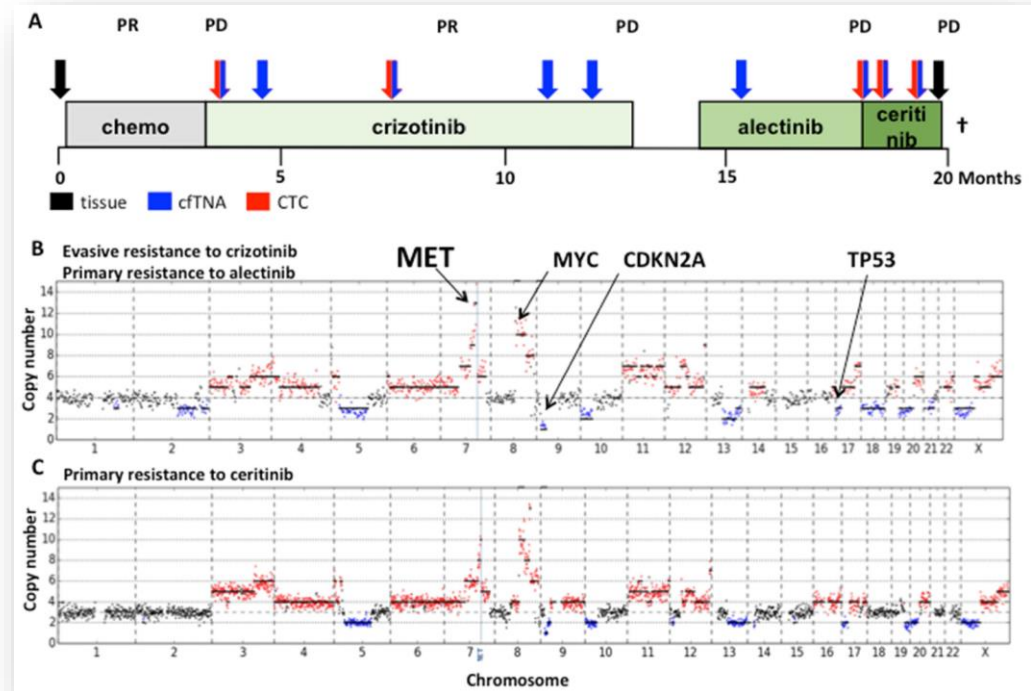 A
PR PD PR PD PD PD
chemo crizotinib alectinib ceriti
nib †
0 5 10 15 20 Months
tissue cfTNA CTC
B Evasive resistance to crizotinib
Primary resistance to alectinib
MET MYC CDKN2A TP53
14
12
10
8
6
4
2
0
Copy number
1 2 3 4 5 6 7 8 9 10 11 12 13 14 15 16 17 18 19 20 21 22 X
C Primary resistance to ceritinib
14
12
10
8
6
4
2
0
Copy number
1 2 3 4 5 6 7 8 9 10 11 12 13 14 15 16 17 18 19 20 21 22 X
Chromosome